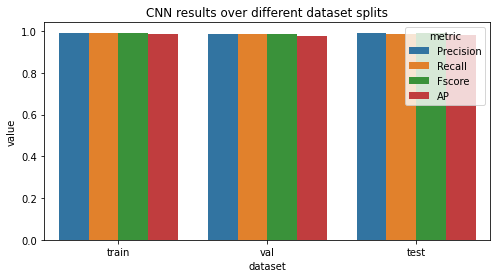 CNN results over different dataset splits
metric
Precision
Recall
Fscore
AP
1.0
0.8
0.6
0.4
0.2
0.0
value
train val test
dataset